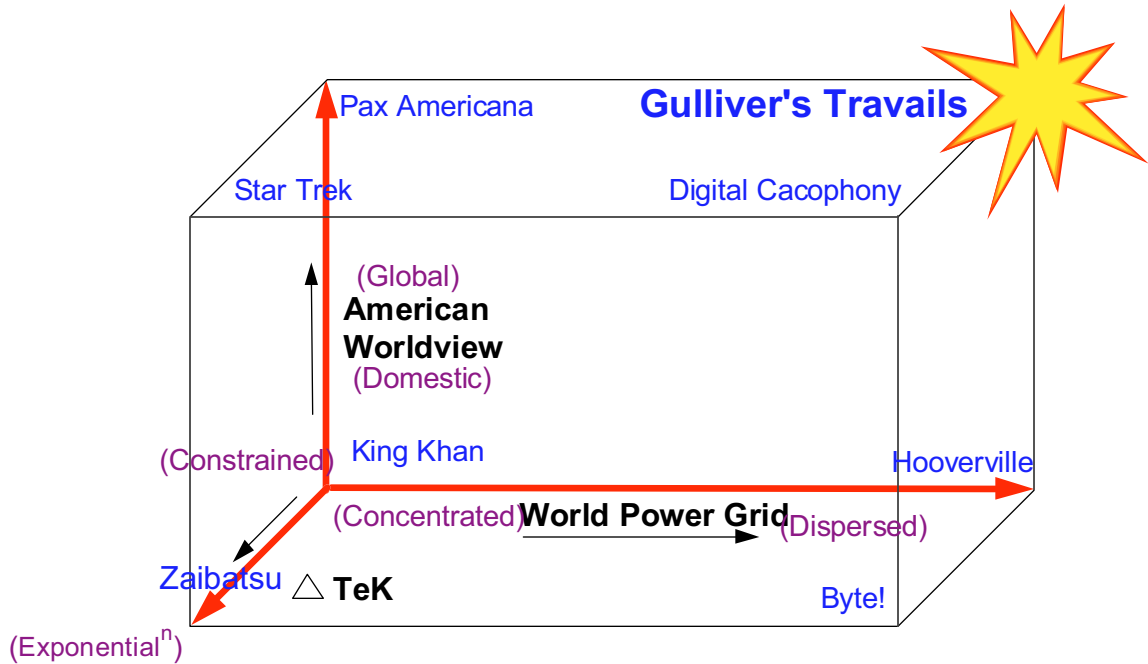 Pax Americana
Gulliver's Travails
Star Trek
Digital Cacophony
(Global)
American
Worldview
(Domestic)
King Khan
(Constrained)
Hooverville
(Concentrated)
World Power Grid
(Dispersed)
Zaibatsu
△ TeK
Byte!
(Exponentialⁿ)